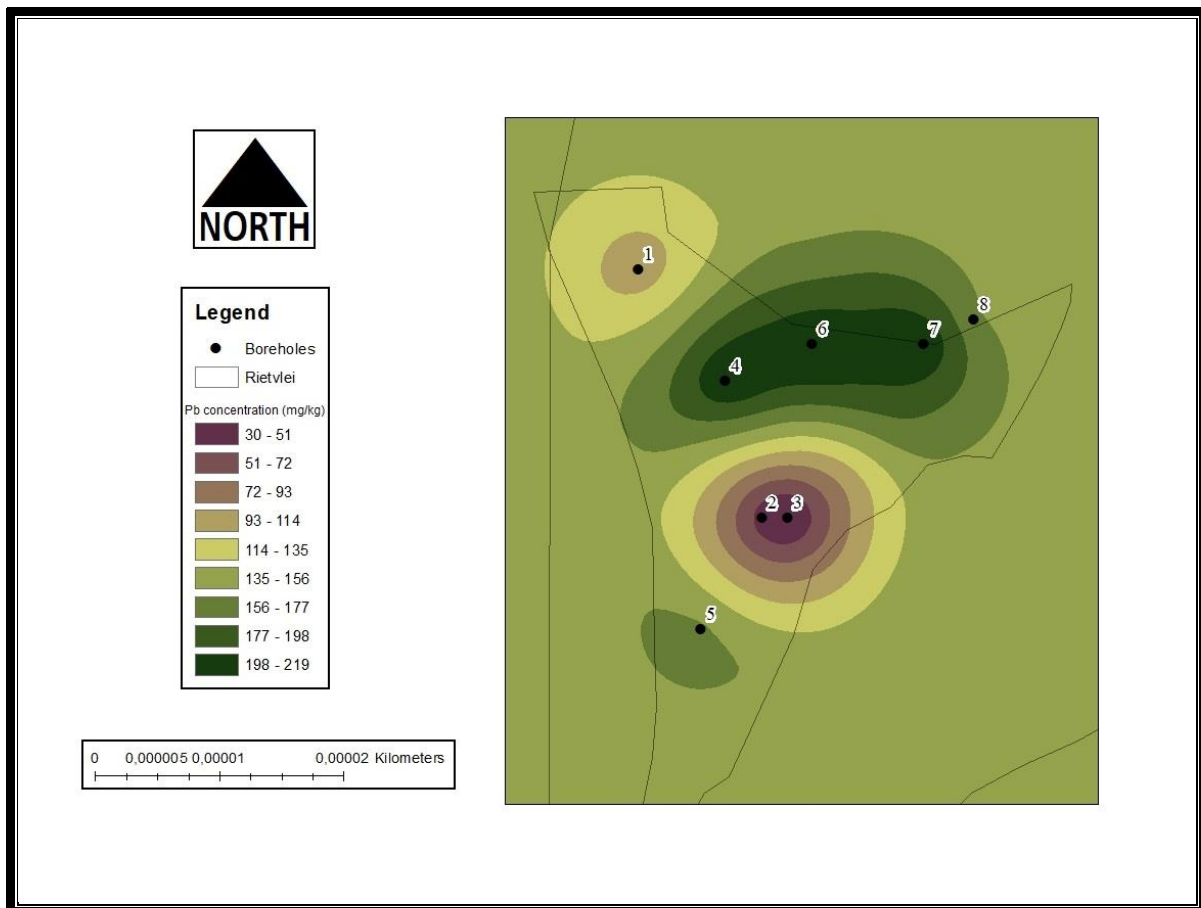 NORTH
Legend
Boreholes
Rietvlei
Pb concentration (mg/kg)
30 - 51
51 - 72
72 - 93
93 - 114
114 - 135
135 - 156
156 - 177
177 - 198
198 - 219
0 0,000005 0,00001 0,00002 Kilometers
1
8
6 7
4
2 3
5